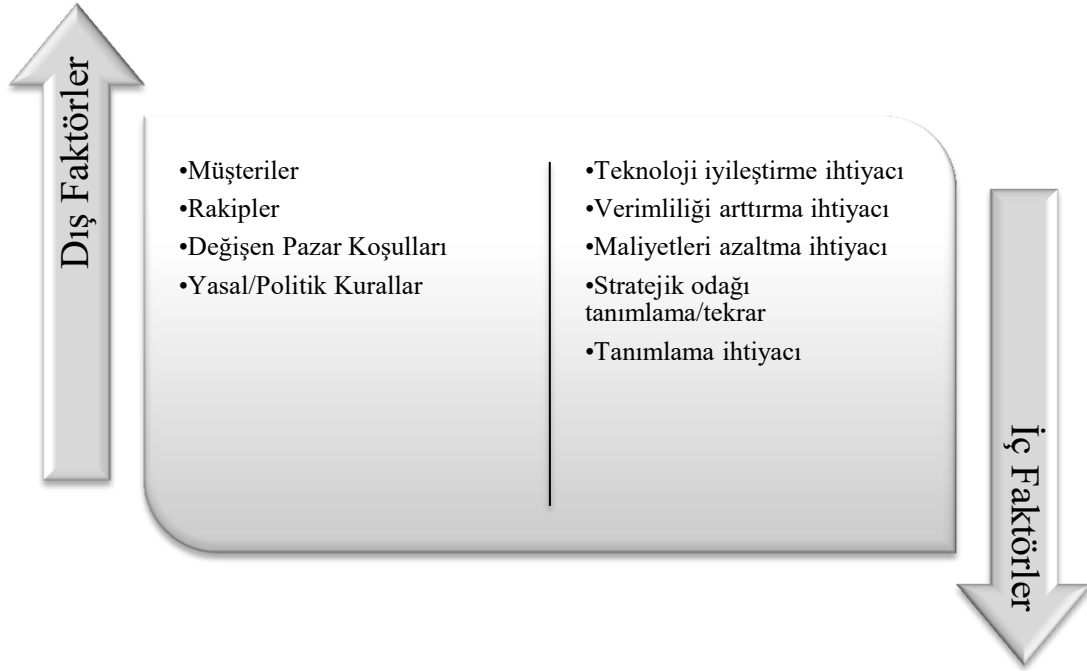 Dış Faktörler
•Müşteriler
•Rakipler
•Değişen Pazar Koşulları
•Yasal/Politik Kurallar
•Teknoloji iyileştirme ihtiyacı
•Verimliliği arttırma ihtiyacı
•Maliyetleri azaltma ihtiyacı
•Stratejik odağı
tanımlama/tekrar
•Tanımlama ihtiyacı
İç Faktörler